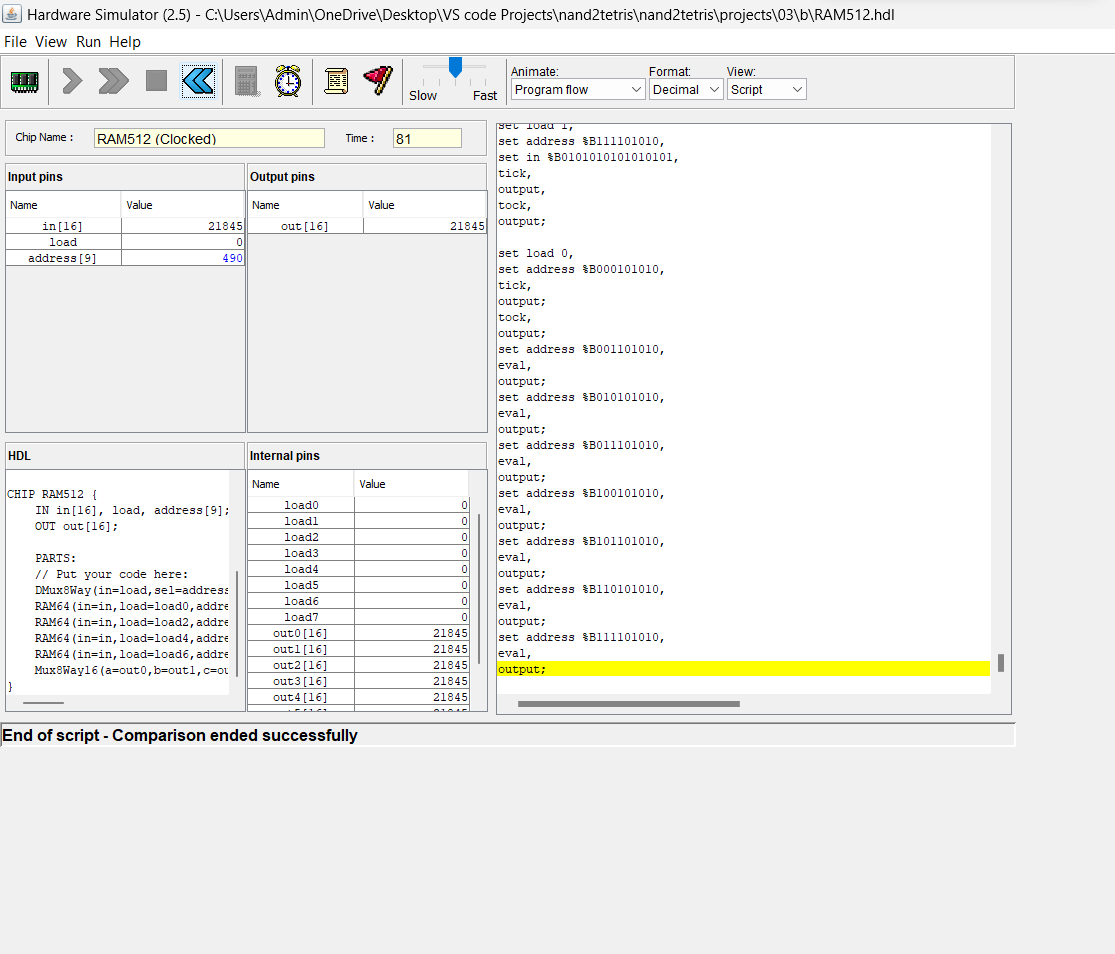 Hardware Simulator (2.5) - C:\Users\Admin\OneDrive\Desktop\VS code Projects\nand2tetris\nand2tetris\projects\03\b\RAM512.hdl
File View Run Help
Slow Fast
Animate:
Program flow
Format:
Decimal
View:
Script
Chip Name :
RAM512 (Clocked)
Time :
81
Input pins
Name Value
in[16] 21845
load 0
address[9] 490
Output pins
Name Value
out[16] 21845
HDL
CHIP RAM512 {
IN in[16], load, address[9];
OUT out[16];
PARTS:
// Put your code here:
DMux8Way(in=load,sel=address
RAM64(in=in,load=load0,addre
RAM64(in=in,load=load2,addre
RAM64(in=in,load=load4,addre
RAM64(in=in,load=load6,addre
Mux8Way16(a=out0,b=out1,c=ou
}
Internal pins
Name Value
load0 0
load1 0
load2 0
load3 0
load4 0
load5 0
load6 0
load7 0
out0[16] 21845
out1[16] 21845
out2[16] 21845
out3[16] 21845
out4[16] 21845
set load 1,
set address %B111101010,
set in %B0101010101010101,
tick,
output,
tock,
output;
set load 0,
set address %B000101010,
tick,
output;
tock,
output;
set address %B001101010,
eval,
output;
set address %B010101010,
eval,
output;
set address %B011101010,
eval,
output;
set address %B100101010,
eval,
output;
set address %B101101010,
eval,
output;
set address %B110101010,
eval,
output;
set address %B111101010,
eval,
output;
End of script - Comparison ended successfully